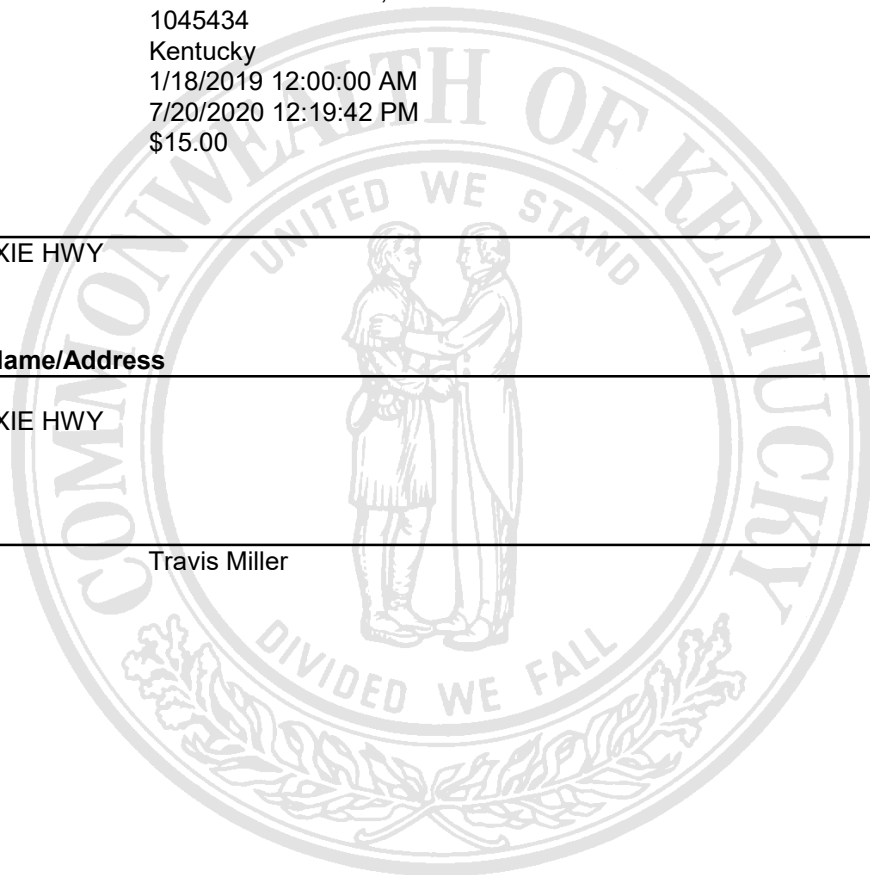 1045434
Kentucky
1/18/2019 12:00:00 AM
7/20/2020 12:19:42 PM
$15.00
XIE HWY
Name/Address
XIE HWY
Travis Miller
COMMONWEALTH OF KENTUCKY
UNITED WE STAND
DIVIDED WE FALL